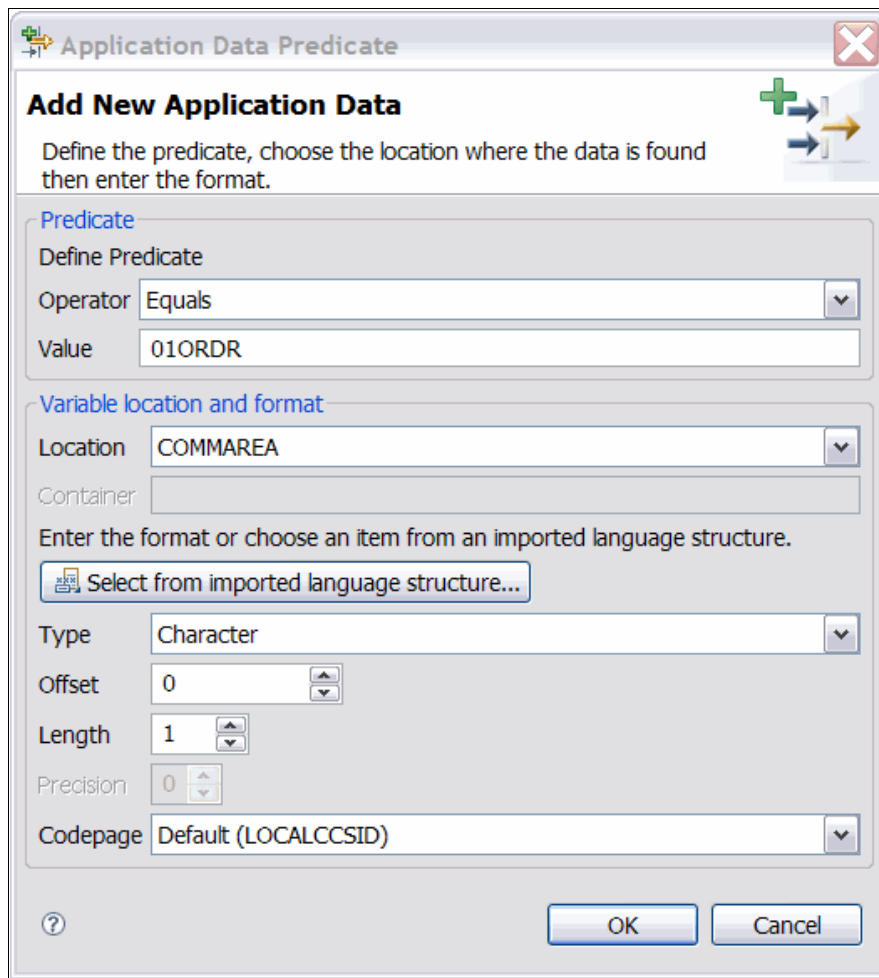 Application Data Predicate
Add New Application Data
Define the predicate, choose the location where the data is found
then enter the format.
Predicate
Define Predicate
Operator Equals
Value 01ORDR
Variable location and format
Location COMMAREA
Container
Enter the format or choose an item from an imported language structure.
Select from imported language structure...
Type Character
Offset 0
Length 1
Precision 0
Codepage Default (LOCALCCSID)
OK Cancel